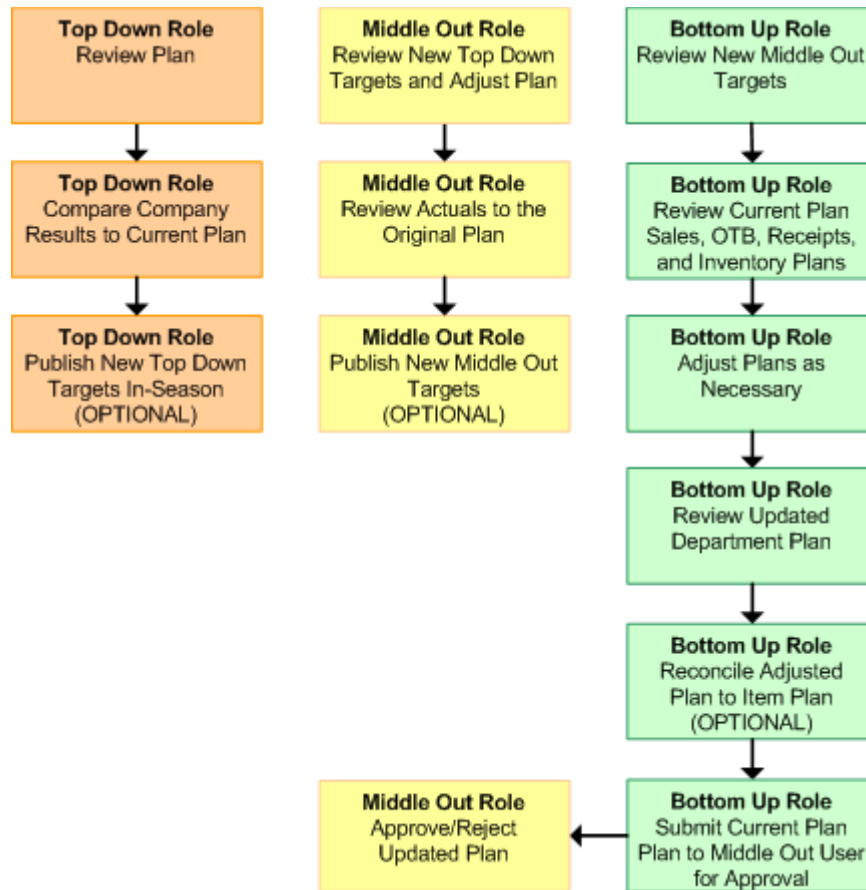 Top Down Role
Review Plan
Top Down Role
Compare Company
Results to Current Plan
Top Down Role
Publish New Top Down
Targets In-Season
(OPTIONAL)
Middle Out Role
Review New Top Down
Targets and Adjust Plan
Middle Out Role
Review Actuals to the
Original Plan
Middle Out Role
Publish New Middle Out
Targets
(OPTIONAL)
Bottom Up Role
Review New Middle Out
Targets
Bottom Up Role
Review Current Plan
Sales, OTB, Receipts,
and Inventory Plans
Bottom Up Role
Adjust Plans as
Necessary
Bottom Up Role
Review Updated
Department Plan
Bottom Up Role
Reconcile Adjusted
Plan to Item Plan
(OPTIONAL)
Bottom Up Role
Submit Current Plan
Plan to Middle Out User
for Approval
Middle Out Role
Approve/Reject
Updated Plan